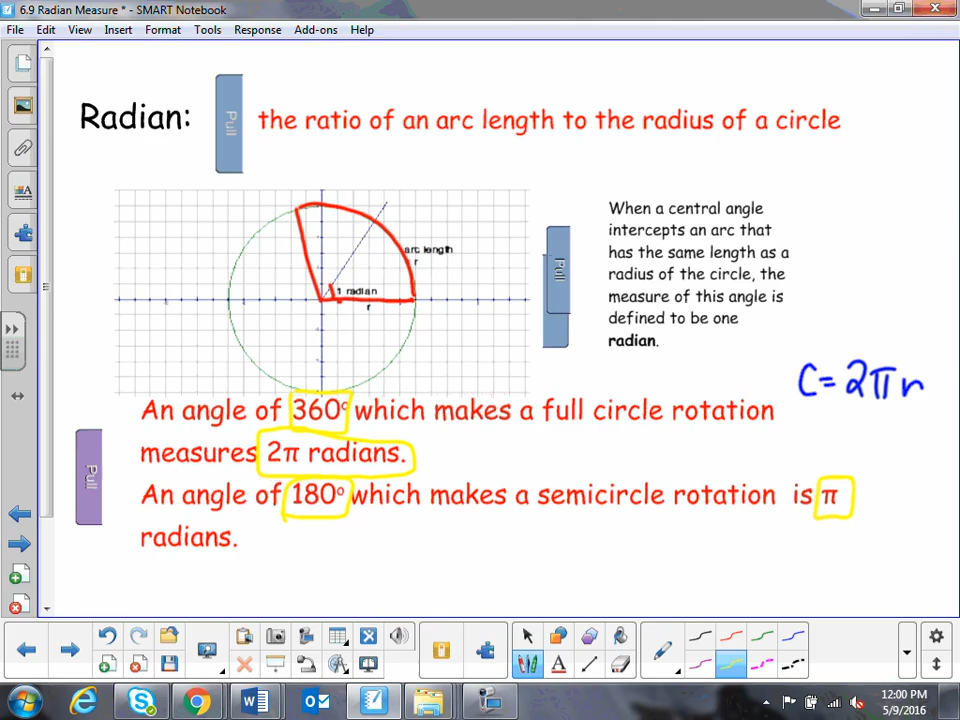 6.9 Radian Measure * - SMART Notebook
File Edit View Insert Format Tools Response Add-ons Help
Radian:
Pull
the ratio of an arc length to the radius of a circle
arc length
r
1 radian
r
Pull
When a central angle
intercepts an arc that
has the same length as a
radius of the circle, the
measure of this angle is
defined to be one
radian.
C=2πr
Pull
An angle of 360° which makes a full circle rotation
measures 2π radians.
An angle of 180° which makes a semicircle rotation is π
radians.
12:00 PM
5/9/2016